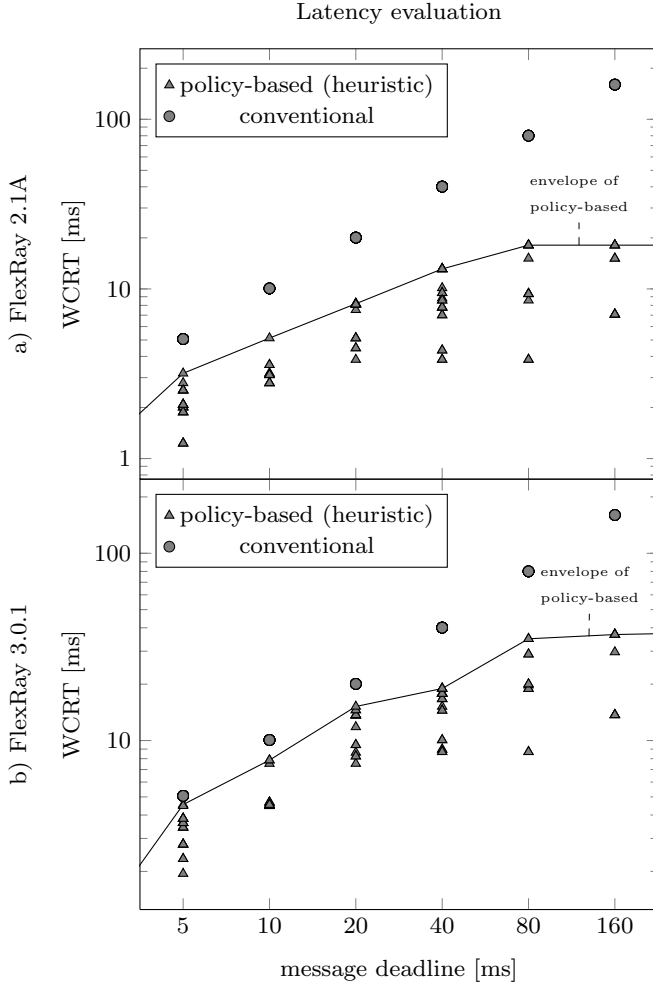 Latency evaluation
a) FlexRay 2.1A
WCRT [ms]
100
10
1
policy-based (heuristic)
conventional
envelope of
policy-based
b) FlexRay 3.0.1
WCRT [ms]
100
10
policy-based (heuristic)
conventional
envelope of
policy-based
5 10 20 40 80 160
message deadline [ms]